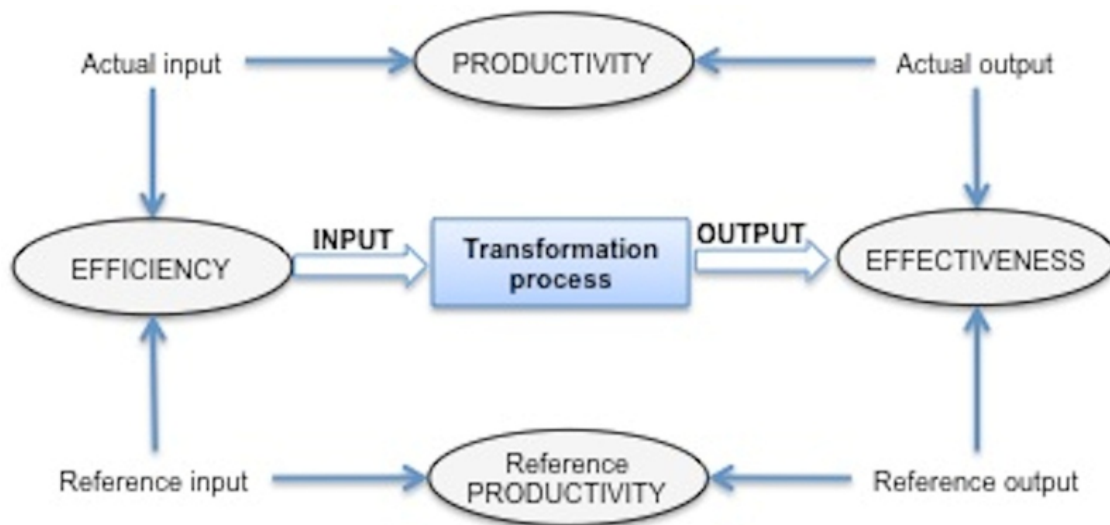 Actual input
PRODUCTIVITY
Actual output
EFFICIENCY
INPUT
Transformation
process
OUTPUT
EFFECTIVENESS
Reference input
Reference
PRODUCTIVITY
Reference output